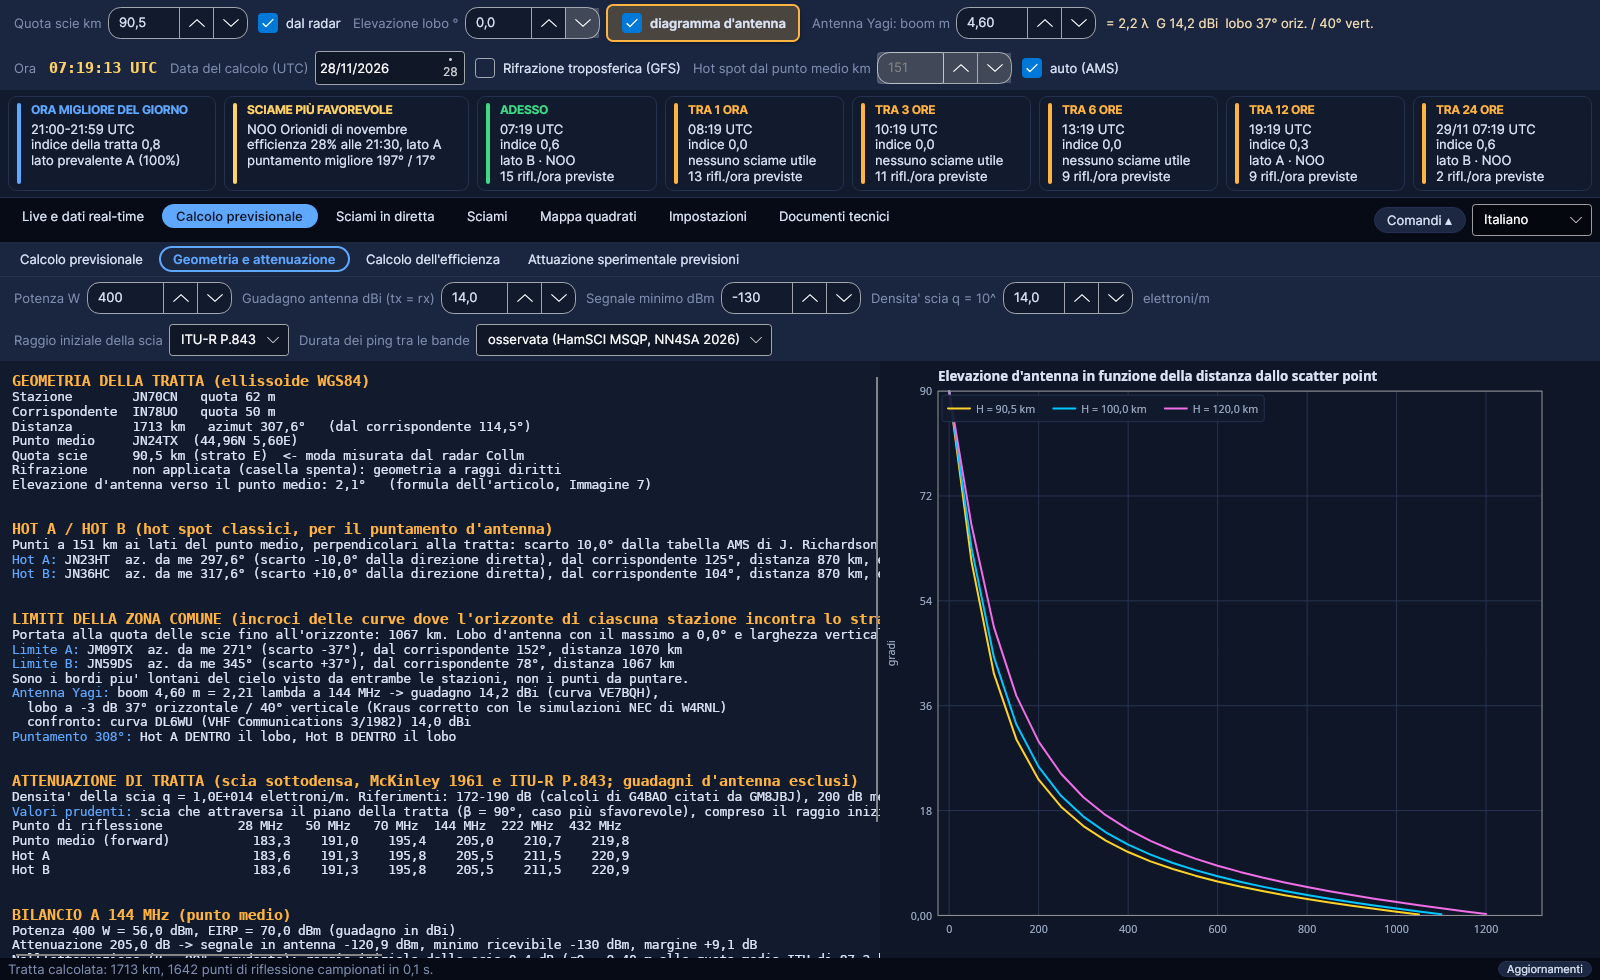 Quota scie km 90,5 dal radar Elevazione lobo ° 0,0 diagramma d'antenna Antenna Yagi: boom m 4,60 = 2,2 λ G 14,2 dBi lobo 37° oriz. / 40° vert.
Ora 07:19:13 UTC Data del calcolo (UTC) 28/11/2026 28 Rifrazione troposferica (GFS) Hot spot dal punto medio km 151 auto (AMS)
ORA MIGLIORE DEL GIORNO
21:00-21:59 UTC
indice della tratta 0,8
lato prevalente A (100%)
SCIAME PIÙ FAVOREVOLE
NOO Orionidi di novembre
efficienza 28% alle 21:30, lato A
puntamento migliore 197° / 17°
ADESSO
07:19 UTC
indice 0,6
lato B · NOO
15 rifl./ora previste
TRA 1 ORA
08:19 UTC
indice 0,0
nessuno sciame utile
13 rifl./ora previste
TRA 3 ORE
10:19 UTC
indice 0,0
nessuno sciame utile
11 rifl./ora previste
TRA 6 ORE
13:19 UTC
indice 0,0
nessuno sciame utile
9 rifl./ora previste
TRA 12 ORE
19:19 UTC
indice 0,3
lato A · NOO
9 rifl./ora previste
TRA 24 ORE
29/11 07:19 UTC
indice 0,6
lato B · NOO
2 rifl./ora previste
Live e dati real-time Calcolo previsionale Sciami in diretta Sciami Mappa quadrati Impostazioni Documenti tecnici Comandi ▴ Italiano
Calcolo previsionale Geometria e attenuazione Calcolo dell'efficienza Attuazione sperimentale previsioni
Potenza W 400 Guadagno antenna dBi (tx = rx) 14,0 Segnale minimo dBm -130 Densita' scia q = 10^ 14,0 elettroni/m
Raggio iniziale della scia ITU-R P.843 Durata dei ping tra le bande osservata (HamSCI MSQP, NN4SA 2026)
GEOMETRIA DELLA TRATTA (ellissoide WGS84)
Stazione JN70CN quota 62 m
Corrispondente IN78UO quota 50 m
Distanza 1713 km azimut 307,6° (dal corrispondente 114,5°)
Punto medio JN24TX (44,96N 5,60E)
Quota scie 90,5 km (strato E) <- moda misurata dal radar Collm
Rifrazione non applicata (casella spenta): geometria a raggi diritti
Elevazione d'antenna verso il punto medio: 2,1° (formula dell'articolo, Immagine 7)
HOT A / HOT B (hot spot classici, per il puntamento d'antenna)
Punti a 151 km ai lati del punto medio, perpendicolari alla tratta: scarto 10,0° dalla tabella AMS di J. Richardson
Hot A: JN23HT az. da me 297,6° (scarto -10,0° dalla direzione diretta), dal corrispondente 125°, distanza 870 km,
Hot B: JN36HC az. da me 317,6° (scarto +10,0° dalla direzione diretta), dal corrispondente 104°, distanza 870 km,
LIMITI DELLA ZONA COMUNE (incroci delle curve dove l'orizzonte di ciascuna stazione incontra lo stra
Portata alla quota delle scie fino all'orizzonte: 1067 km. Lobo d'antenna con il massimo a 0,0° e larghezza vertica
Limite A: JM09TX az. da me 271° (scarto -37°), dal corrispondente 152°, distanza 1070 km
Limite B: JN59DS az. da me 345° (scarto +37°), dal corrispondente 78°, distanza 1067 km
Sono i bordi piu' lontani del cielo visto da entrambe le stazioni, non i punti da puntare.
Antenna Yagi: boom 4,60 m = 2,21 lambda a 144 MHz -> guadagno 14,2 dBi (curva VE7BQH),
lobo a -3 dB 37° orizzontale / 40° verticale (Kraus corretto con le simulazioni NEC di W4RNL)
confronto: curva DL6WU (VHF Communications 3/1982) 14,0 dBi
Puntamento 308°: Hot A DENTRO il lobo, Hot B DENTRO il lobo
ATTENUAZIONE DI TRATTA (scia sottodensa, McKinley 1961 e ITU-R P.843; guadagni d'antenna esclusi)
Densita' della scia q = 1,0E+014 elettroni/m. Riferimenti: 172-190 dB (calcoli di G4BAO citati da GM8JBJ), 200 dB m
Valori prudenti: scia che attraversa il piano della tratta (β = 90°, caso più sfavorevole), compreso il raggio iniz
Punto di riflessione 28 MHz 50 MHz 70 MHz 144 MHz 222 MHz 432 MHz
Punto medio (forward) 183,3 191,0 195,4 205,0 210,7 219,8
Hot A 183,6 191,3 195,8 205,5 211,5 220,9
Hot B 183,6 191,3 195,8 205,5 211,5 220,9
BILANCIO A 144 MHz (punto medio)
Potenza 400 W = 56,0 dBm, EIRP = 70,0 dBm (guadagno in dBi)
Attenuazione 205,0 dB -> segnale in antenna -120,9 dBm, minimo ricevibile -130 dBm, margine +9,1 dB
Elevazione d'antenna in funzione della distanza dallo scatter point
H = 90,5 km H = 100,0 km H = 120,0 km
90
72
54
36
18
0,00
gradi
0 200 400 600 800 1000 1200
Tratta calcolata: 1713 km, 1642 punti di riflessione campionati in 0,1 s. Aggiornamenti